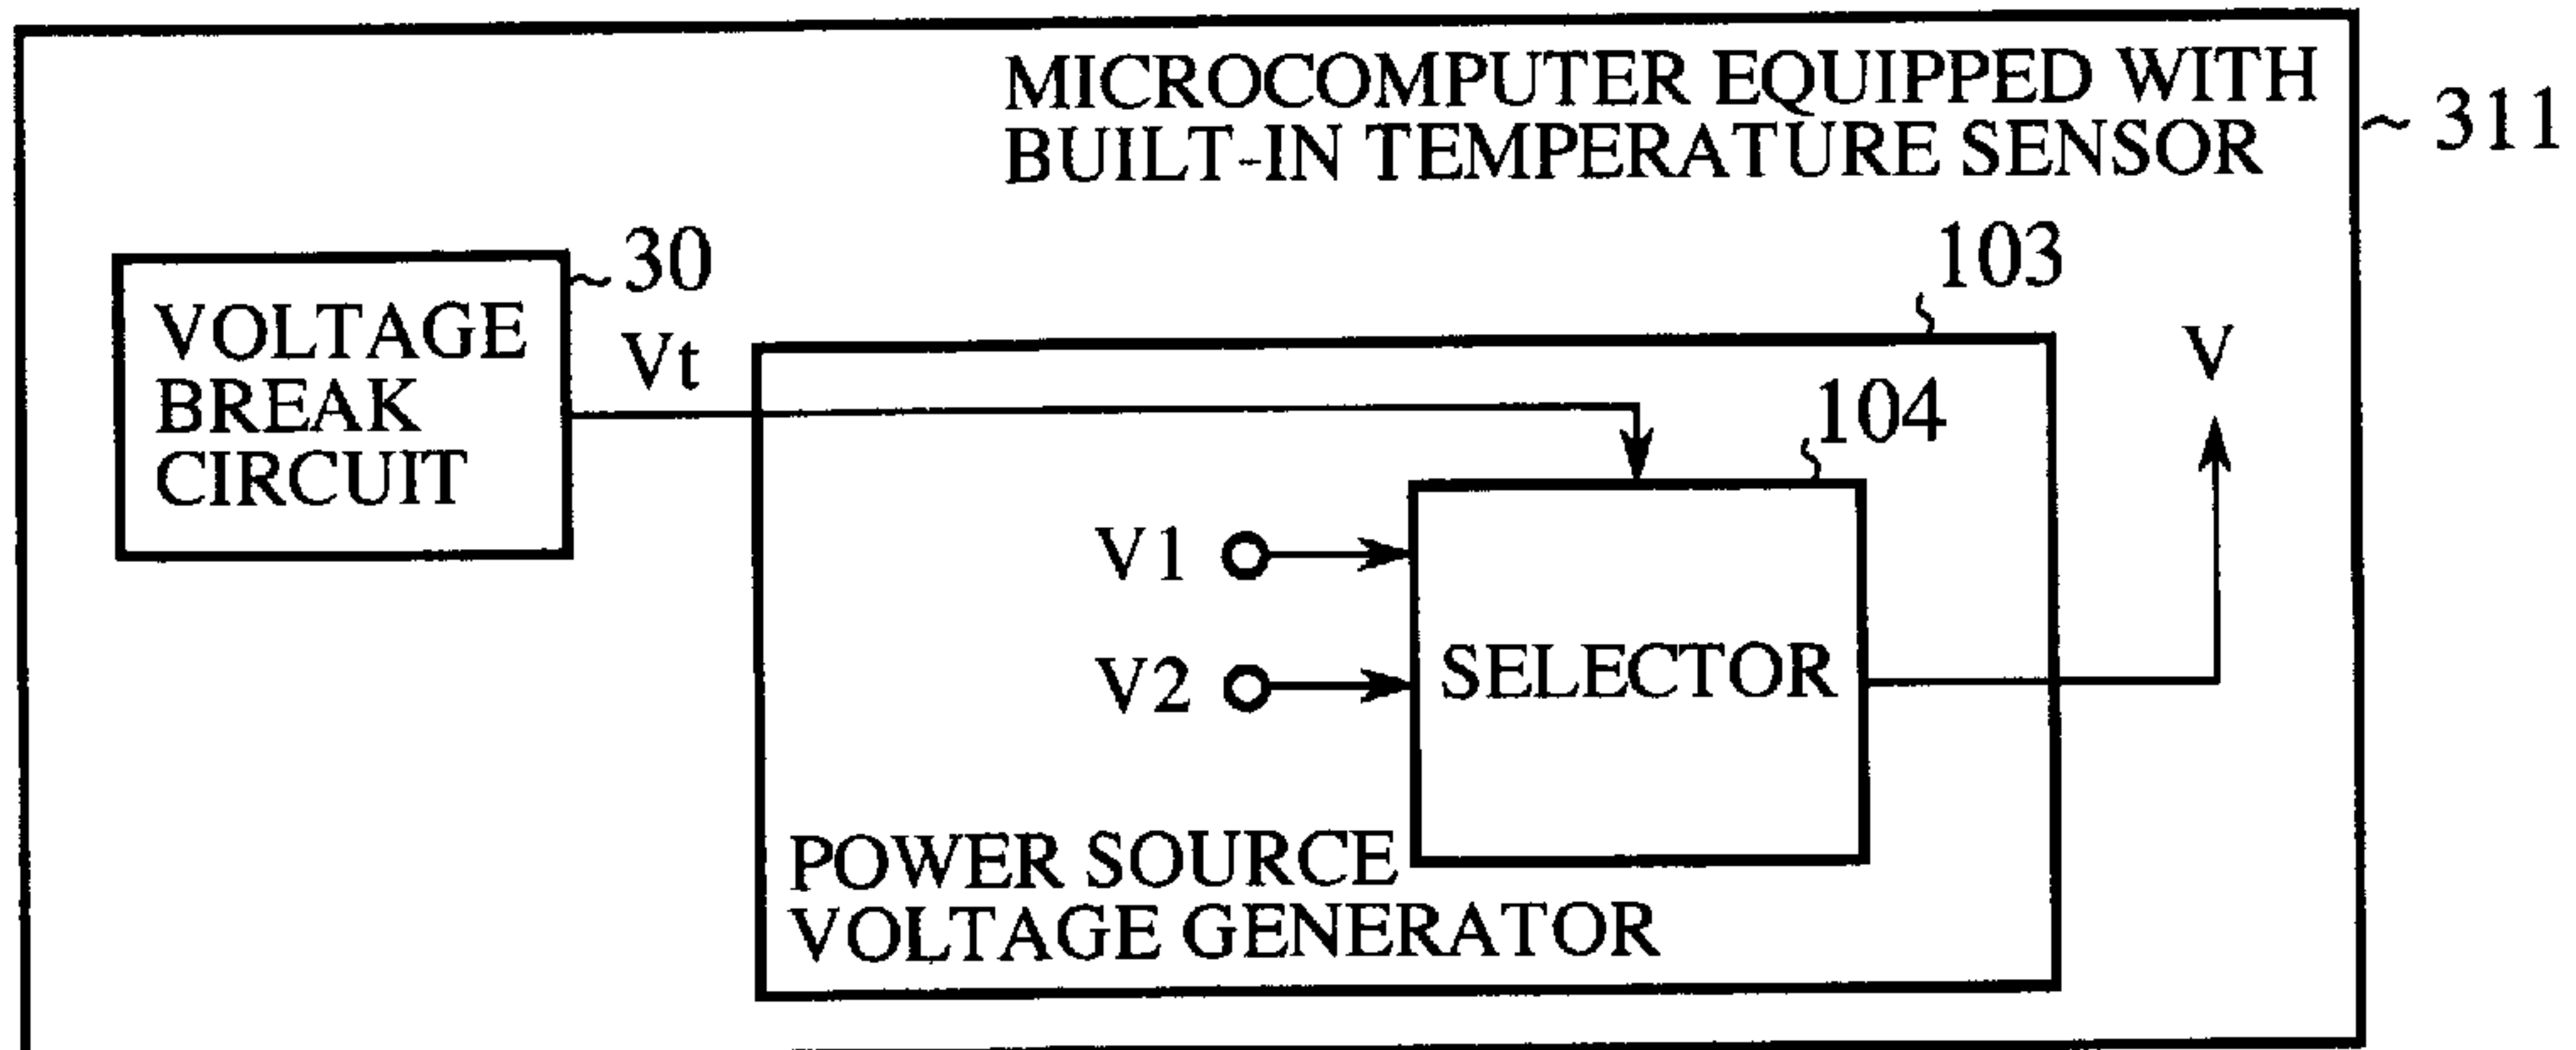 MICROCOMPUTER EQUIPPED WITH
BUILT-IN TEMPERATURE SENSOR
~ 311
~30
VOLTAGE
BREAK
CIRCUIT
Vt
103
V
104
V1
V2
SELECTOR
POWER SOURCE
VOLTAGE GENERATOR